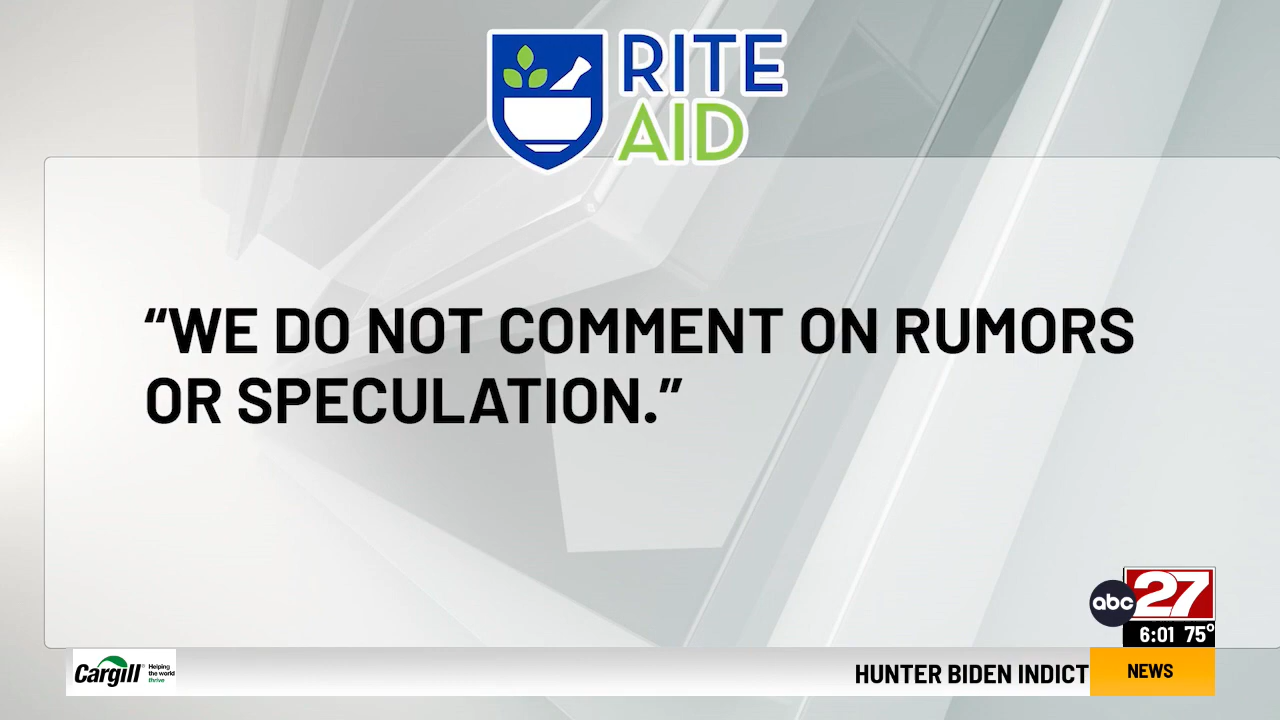 RITE
AID
“WE DO NOT COMMENT ON RUMORS
OR SPECULATION.”
abc 27
6:01 75°
Cargill® Helping
the world
thrive
HUNTER BIDEN INDICT
NEWS